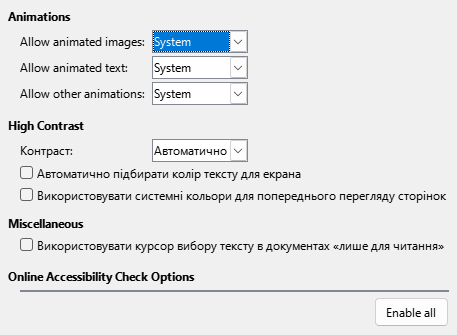 Animations
Allow animated images: System
Allow animated text: System
Allow other animations: System
High Contrast
Контраст: Автоматично
Автоматично підбирати колір тексту для екрана
Використовувати системні кольори для попереднього перегляду сторінок
Miscellaneous
Використовувати курсор вибору тексту в документах «лише для читання»
Online Accessibility Check Options
Enable all